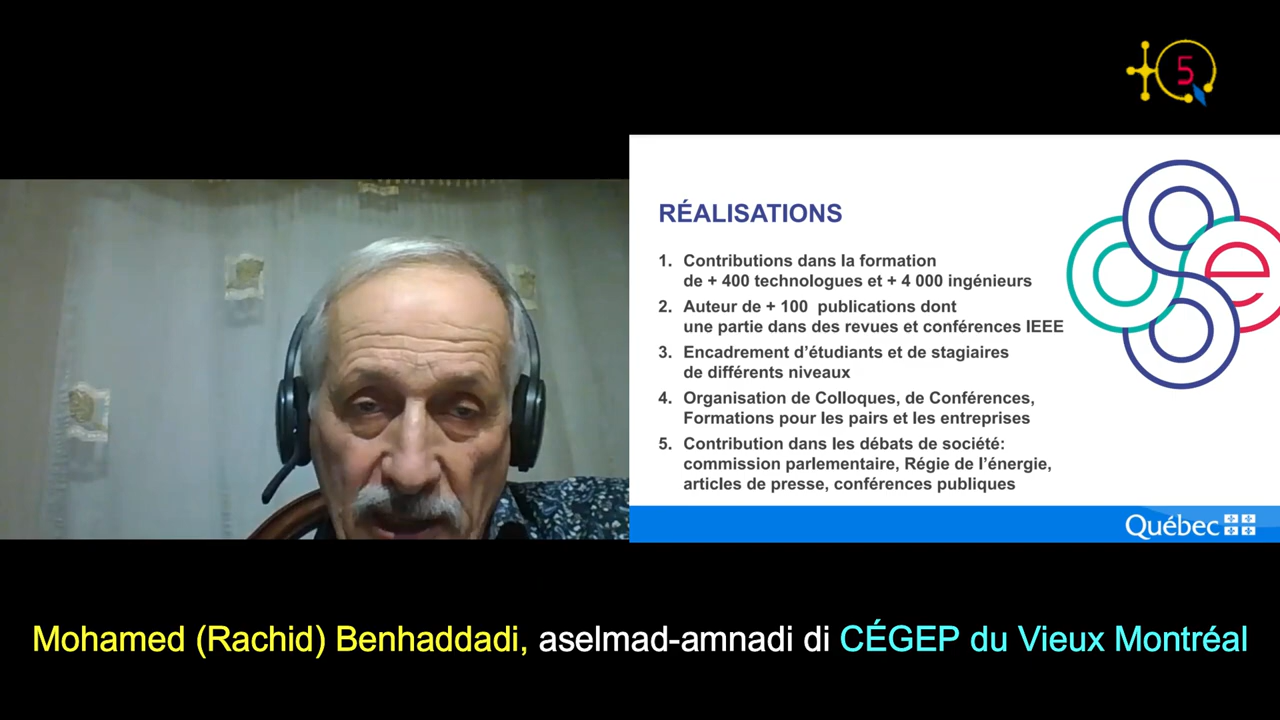 5
RÉALISATIONS
1. Contributions dans la formation
de + 400 technologues et + 4 000 ingénieurs
2. Auteur de + 100 publications dont
une partie dans des revues et conférences IEEE
3. Encadrement d’étudiants et de stagiaires
de différents niveaux
4. Organisation de Colloques, de Conférences,
Formations pour les pairs et les entreprises
5. Contribution dans les débats de société:
commission parlementaire, Régie de l’énergie,
articles de presse, conférences publiques
Québec
Mohamed (Rachid) Benhaddadi, aselmad-amnadi di CÉGEP du Vieux Montréal